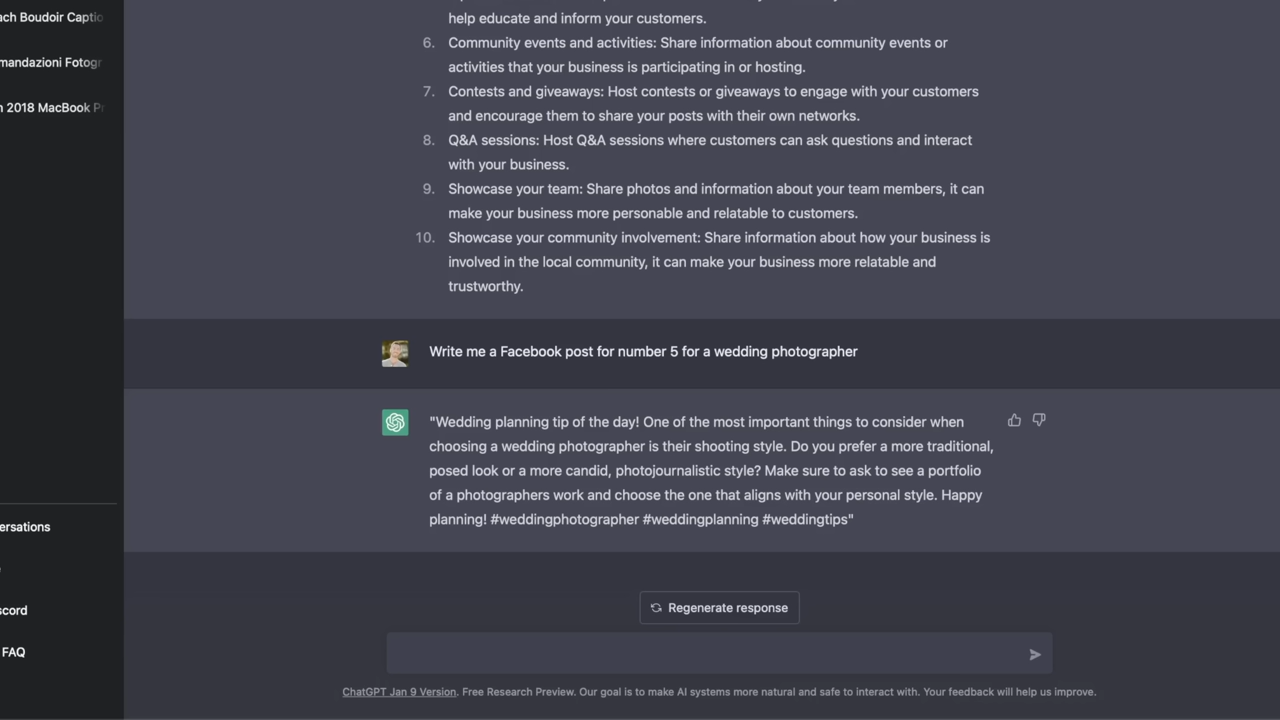 ach Boudoir Captio
mandazioni Fotogr
2018 MacBook Pr
help educate and inform your customers.
6. Community events and activities: Share information about community events or
activities that your business is participating in or hosting.
7. Contests and giveaways: Host contests or giveaways to engage with your customers
and encourage them to share your posts with their own networks.
8. Q&A sessions: Host Q&A sessions where customers can ask questions and interact
with your business.
9. Showcase your team: Share photos and information about your team members, it can
make your business more personable and relatable to customers.
10. Showcase your community involvement: Share information about how your business is
involved in the local community, it can make your business more relatable and
trustworthy.
Write me a Facebook post for number 5 for a wedding photographer
"Wedding planning tip of the day! One of the most important things to consider when
choosing a wedding photographer is their shooting style. Do you prefer a more traditional,
posed look or a more candid, photojournalistic style? Make sure to ask to see a portfolio
of a photographers work and choose the one that aligns with your personal style. Happy
planning! #weddingphotographer #weddingplanning #weddingtips"
ersations
scord
FAQ
Regenerate response
ChatGPT Jan 9 Version. Free Research Preview. Our goal is to make AI systems more natural and safe to interact with. Your feedback will help us improve.